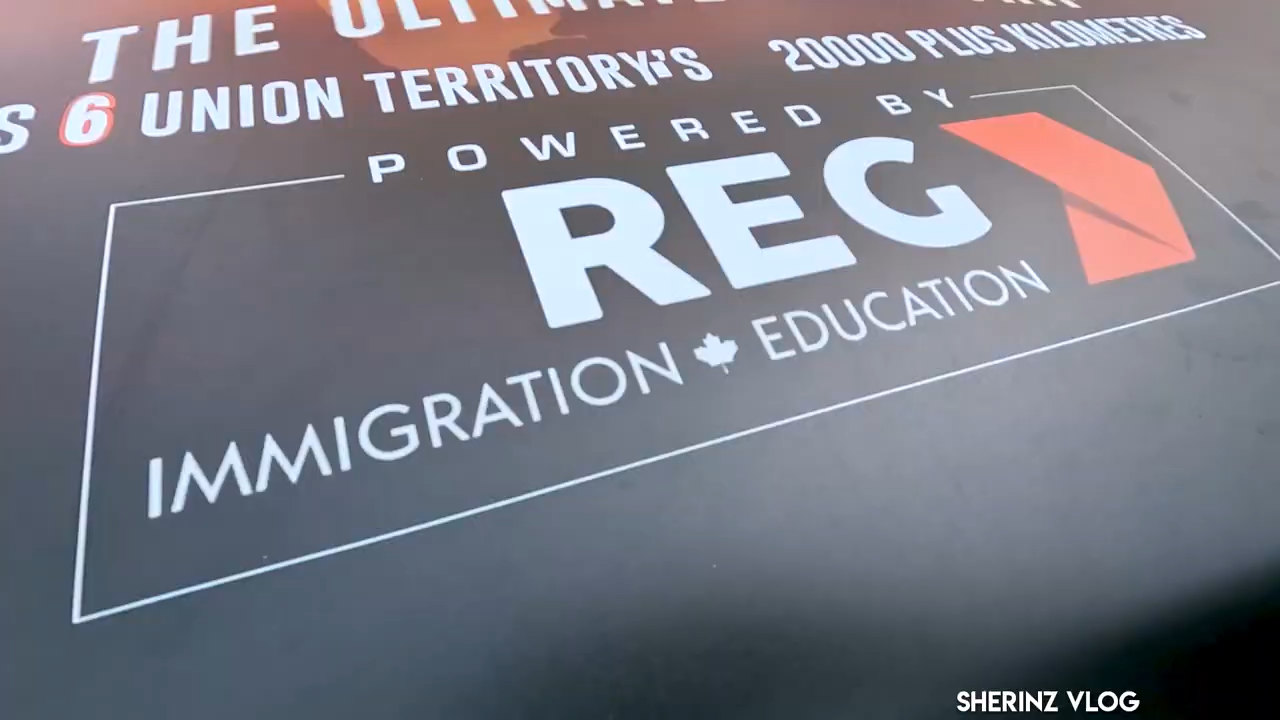 THE ULTIMATE
S 6 UNION TERRITORY'S 20000 PLUS KILOMETRES
POWERED BY
REG
IMMIGRATION EDUCATION
SHERINZ VLOG